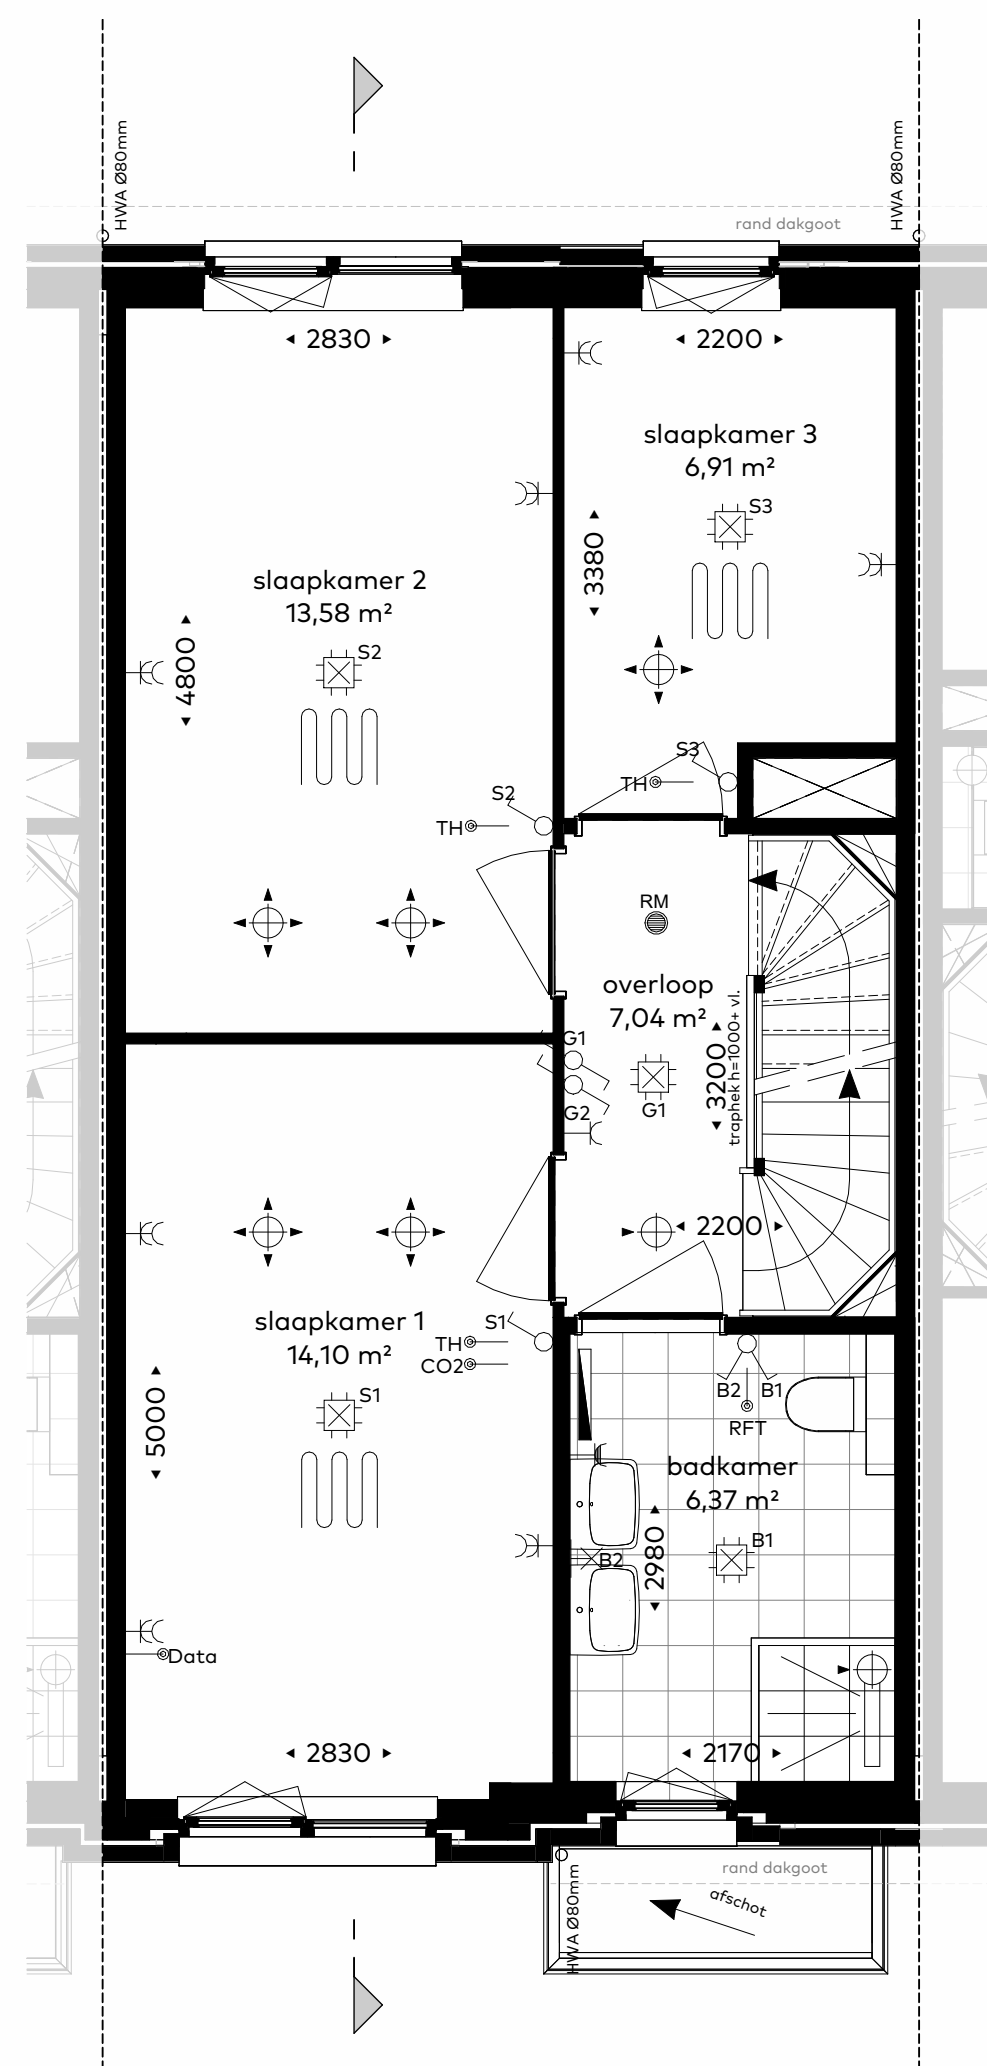 HWA Ø80mm
HWA Ø80mm
rand dakgoot
2830
2200
slaapkamer 3
6,91 m²
S3
3380
slaapkamer 2
13,58 m²
S2
4800
S3
TH
S2
TH
RM
overloop
7,04 m²
G1
3200
traphek h=1000+ vl.
G1
G2
2200
slaapkamer 1
14,10 m²
S1
TH
CO2
S1
5000
B2
B1
RFT
badkamer
6,37 m²
B1
B2
2980
Data
2830
2170
rand dakgoot
afschot
HWA Ø80mm